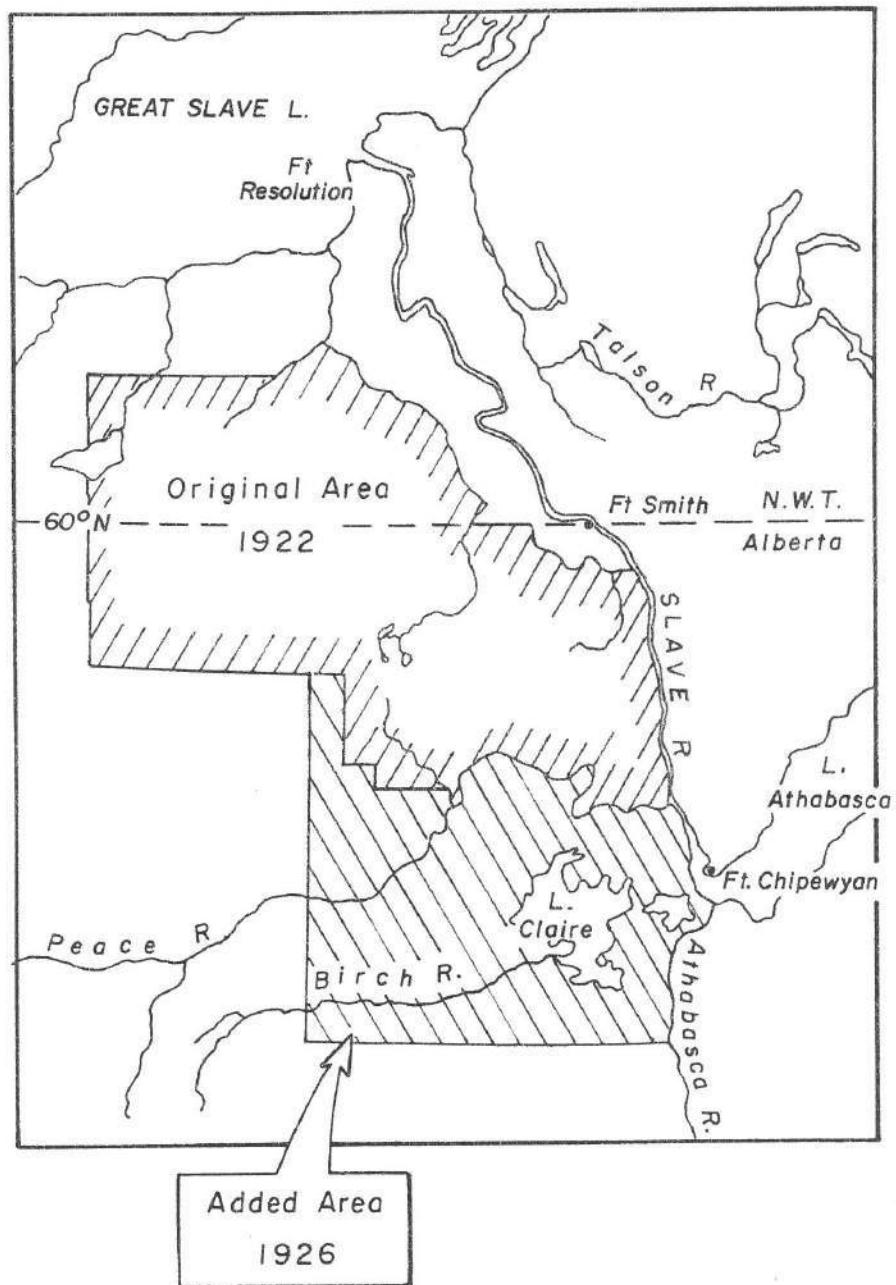 GREAT SLAVE L.
Ft
Resolution
Talson R
Original Area
1922
60° N
Ft Smith
N.W.T.
Alberta
SLAVE R
L.
Athabasca
Ft. Chipewyan
L.
Claire
Peace R
Birch R.
Athabasca R.
Added Area
1926